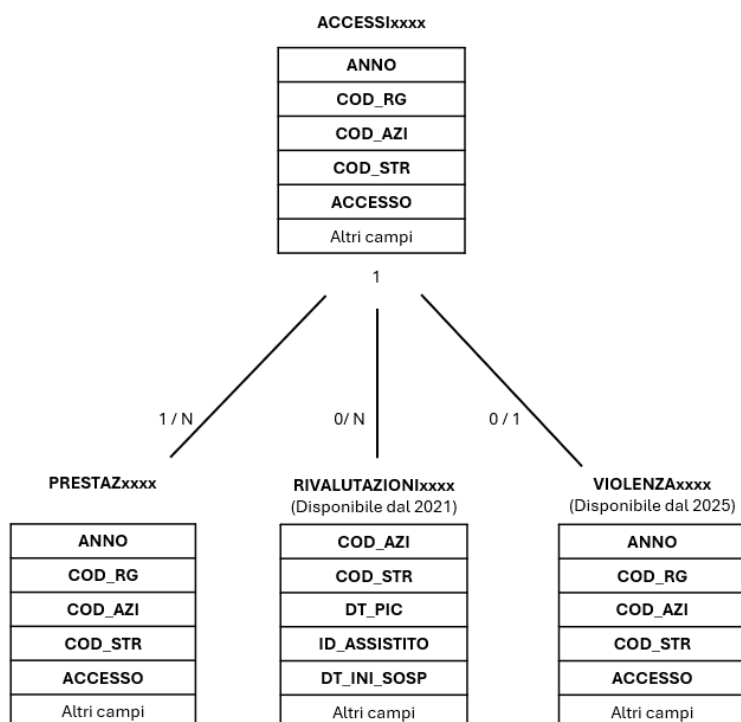 ACCESSIxxxx
ANNO
COD_RG
COD_AZI
COD_STR
ACCESSO
Altri campi
1
1 / N
0/ N
0 / 1
PRESTAZxxxx
ANNO
COD_RG
COD_AZI
COD_STR
ACCESSO
Altri campi
RIVALUTAZIONIxxxx
(Disponibile dal 2021)
COD_AZI
COD_STR
DT_PIC
ID_ASSISTITO
DT_INI_SOSP
Altri campi
VIOLENZAxxxx
(Disponibile dal 2025)
ANNO
COD_RG
COD_AZI
COD_STR
ACCESSO
Altri campi